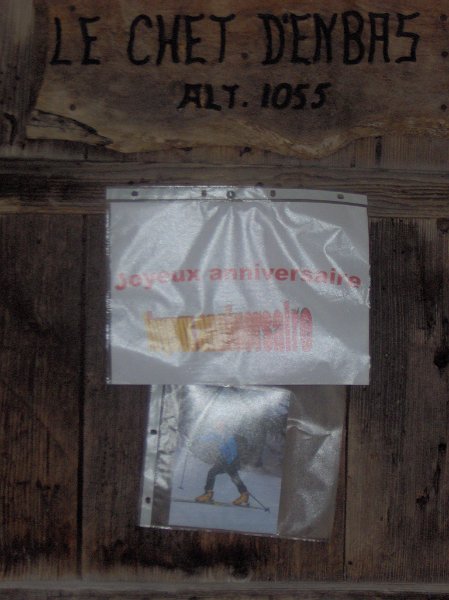 LE CHET D'ENBAS
ALT. 1055
Joyeux anniversaire